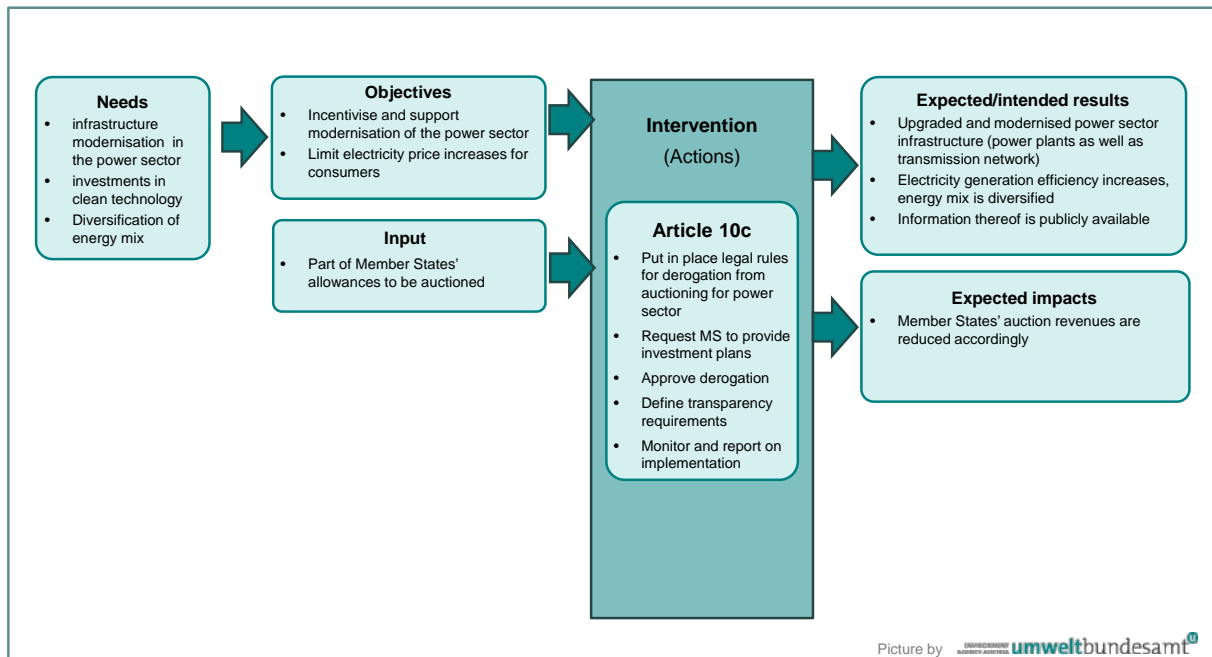 Needs
• infrastructure
modernisation in
the power sector
• investments in
clean technology
• Diversification of
energy mix
Objectives
• Incentivise and support
modernisation of the power sector
• Limit electricity price increases for
consumers
Input
• Part of Member States'
allowances to be auctioned
Intervention
(Actions)
Article 10c
• Put in place legal rules
for derogation from
auctioning for power
sector
• Request MS to provide
investment plans
• Approve derogation
• Define transparency
requirements
• Monitor and report on
implementation
Expected/intended results
• Upgraded and modernised power sector
infrastructure (power plants as well as
transmission network)
• Electricity generation efficiency increases,
energy mix is diversified
• Information thereof is publicly available
Expected impacts
• Member States' auction revenues are
reduced accordingly
Picture by
ENVIRONMENT
AGENCY AUSTRIA
umweltbundesamt
u